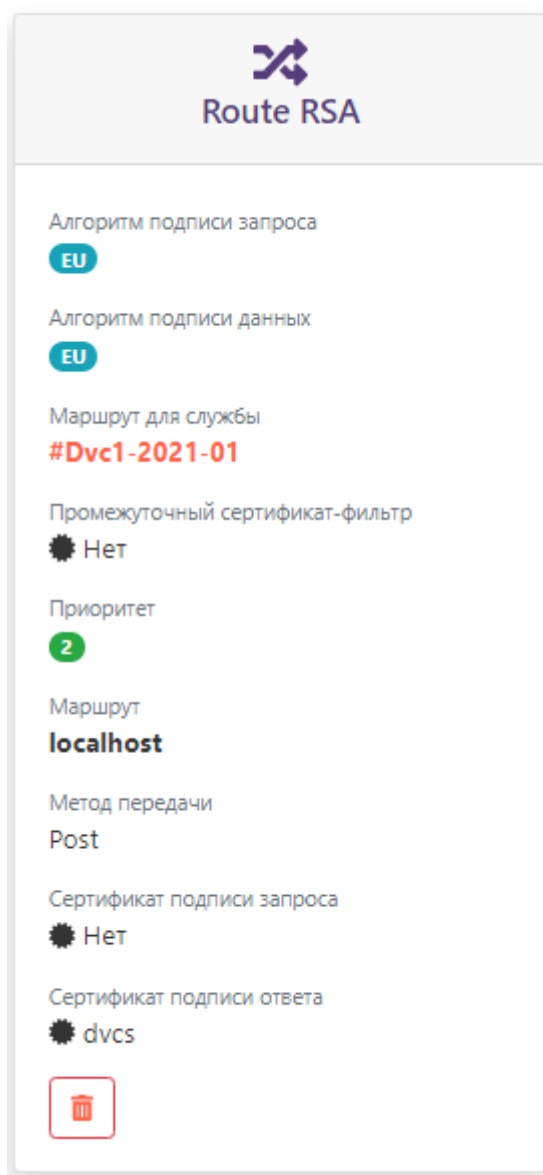 Route RSA
Алгоритм подписи запроса
EU
Алгоритм подписи данных
EU
Маршрут для службы
#Dvc1-2021-01
Промежуточный сертификат-фильтр
Нет
Приоритет
2
Маршрут
localhost
Метод передачи
Post
Сертификат подписи запроса
Нет
Сертификат подписи ответа
dvcs